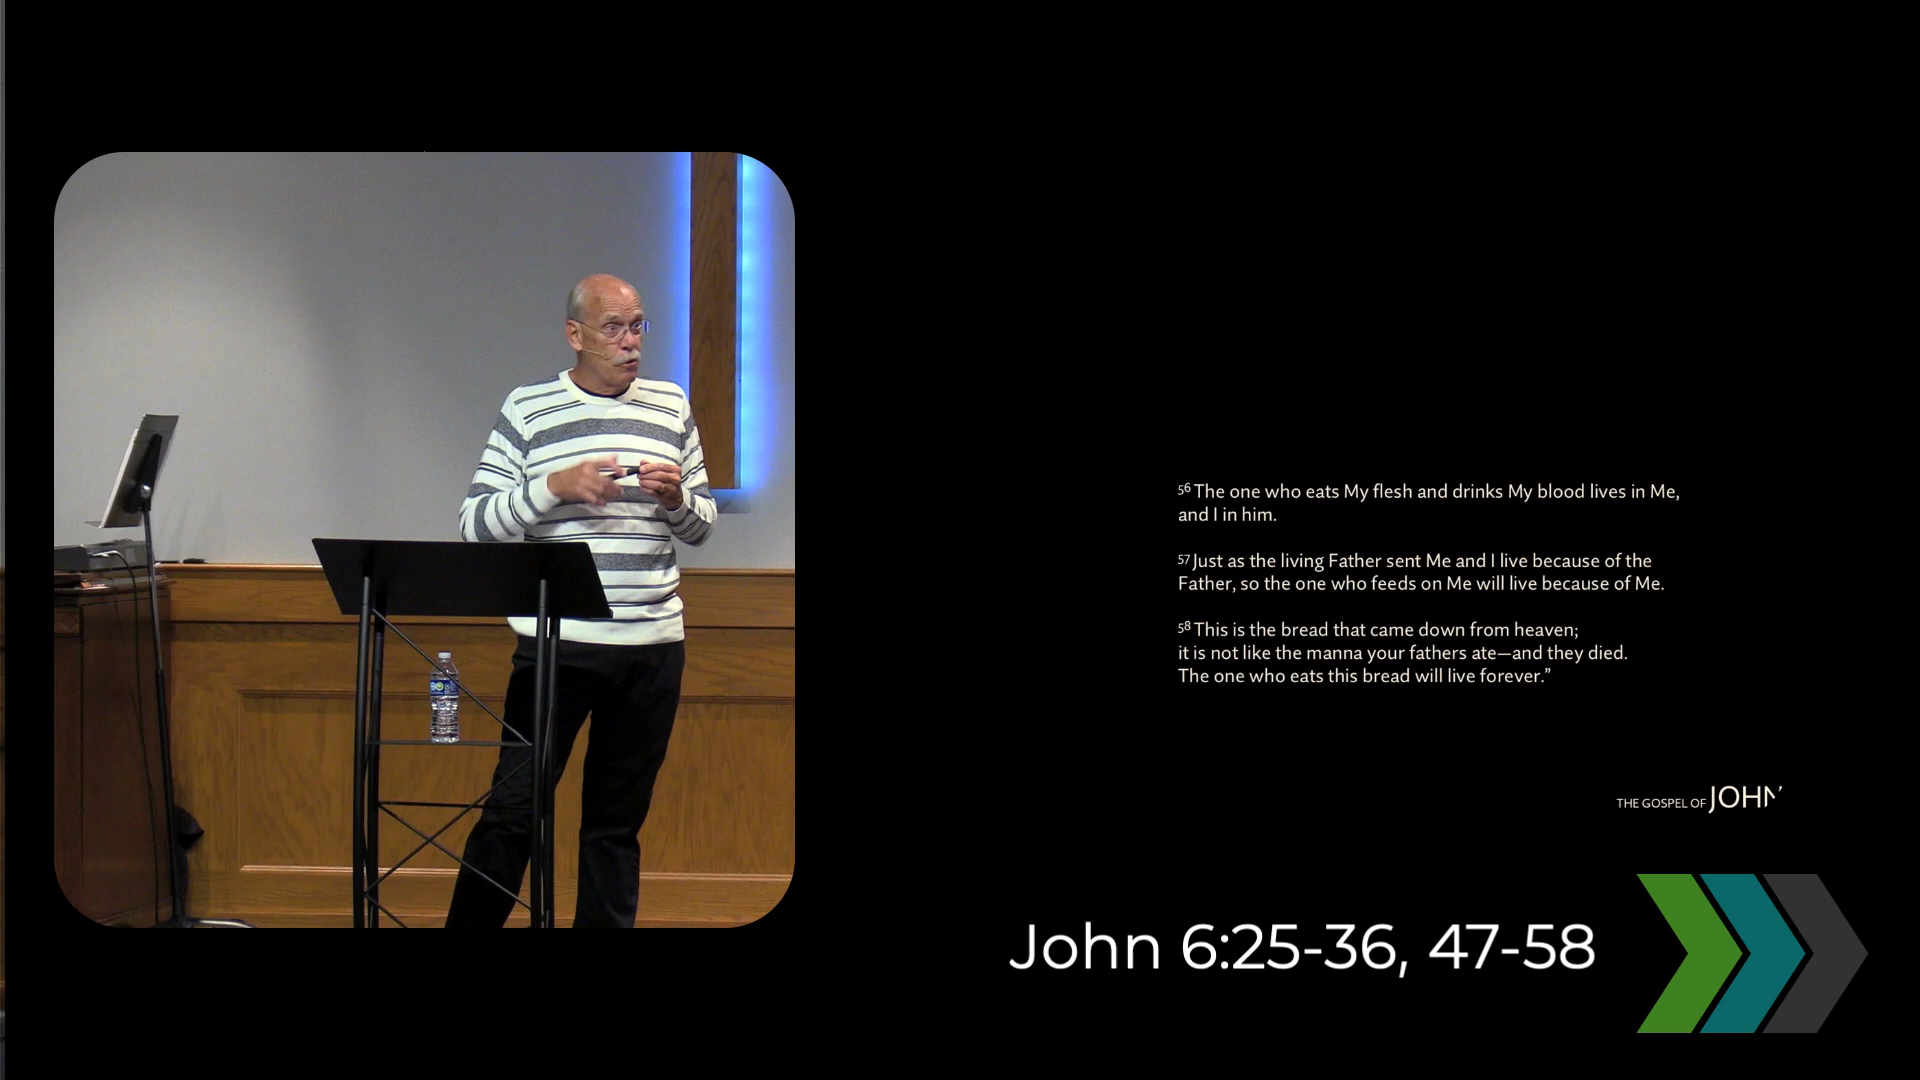 56 The one who eats My flesh and drinks My blood lives in Me,
and I in him.
57 Just as the living Father sent Me and I live because of the
Father, so the one who feeds on Me will live because of Me.
58 This is the bread that came down from heaven;
it is not like the manna your fathers ate—and they died.
The one who eats this bread will live forever.”
THE GOSPEL OF JOHN
John 6:25-36, 47-58